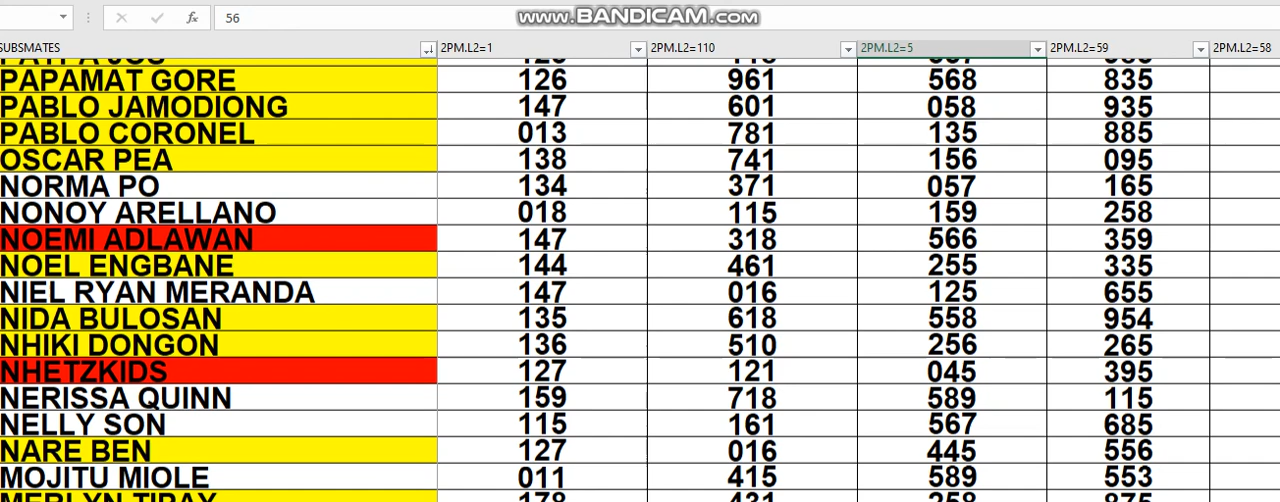 56
www.BANDICAM.com
SUBSMATES 2PM.L2=1 2PM.L2=110 2PM.L2=5 2PM.L2=59 2PM.L2=58
PAPAMAT GORE 126 961 568 835
PABLO JAMODIONG 147 601 058 935
PABLO CORONEL 013 781 135 885
OSCAR PEA 138 741 156 095
NORMA PO 134 371 057 165
NONOY ARELLANO 018 115 159 258
NOEMI ADLAWAN 147 318 566 359
NOEL ENGBANE 144 461 255 335
NIEL RYAN MERANDA 147 016 125 655
NIDA BULOSAN 135 618 558 954
NHIKI DONGON 136 510 256 265
NHETZKIDS 127 121 045 395
NERISSA QUINN 159 718 589 115
NELLY SON 115 161 567 685
NARE BEN 127 016 445 556
MOJITU MIOLE 011 415 589 553
MERLYN TIRAY 178 431 258 875